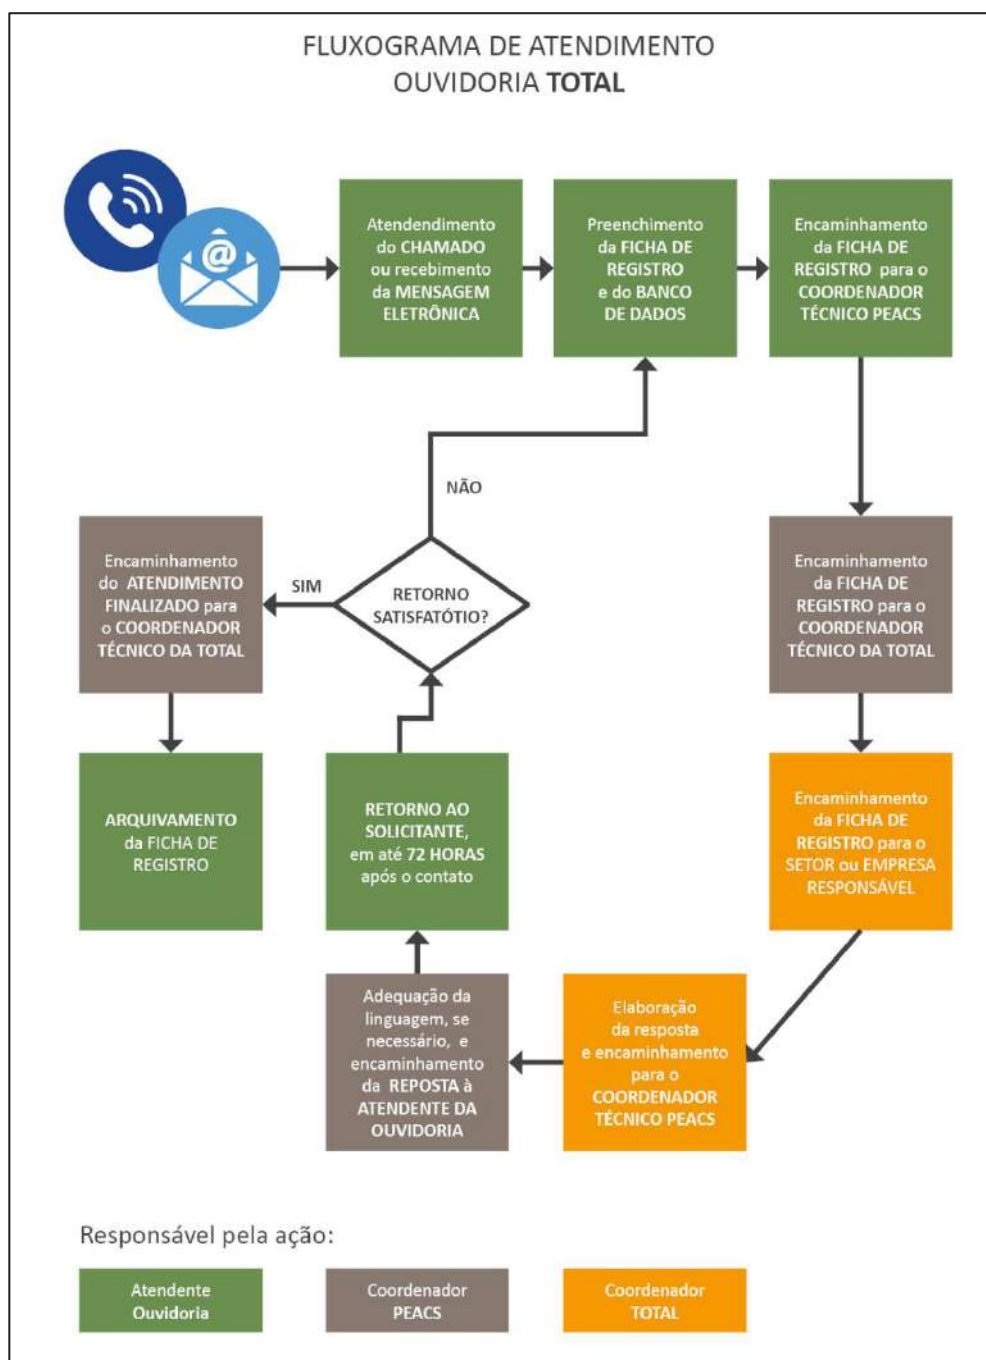 FLUXOGRAMA DE ATENDIMENTO
OUVIDORIA TOTAL
@
Atendendimento
do CHAMADO
ou recebimento
da MENSAGEM
ELETRÔNICA
Preenchimento
da FICHA DE
REGISTRO
e do BANCO
DE DADOS
Encaminhamento
da FICHA DE
REGISTRO para o
COORDENADOR
TÉCNICO PEACS
Encaminhamento
da FICHA DE
REGISTRO para o
COORDENADOR
TÉCNICO DA TOTAL
Encaminhamento
da FICHA DE
REGISTRO para o
SETOR ou EMPRESA
RESPONSÁVEL
Elaboração
da resposta
e encaminhamento
para o
COORDENADOR
TÉCNICO PEACS
Adequação da
linguagem, se
necessário, e
encaminhamento
da REPOSTA à
ATENDENTE DA
OUVIDORIA
RETORNO AO
SOLICITANTE,
em até 72 HORAS
após o contato
RETORNO
SATISFATÓTIO?
NÃO
SIM
Encaminhamento
do ATENDIMENTO
FINALIZADO para
o COORDENADOR
TÉCNICO DA TOTAL
ARQUIVAMENTO
da FICHA DE
REGISTRO
Responsável pela ação:
Atendente
Ouvidoria
Coordenador
PEACS
Coordenador
TOTAL